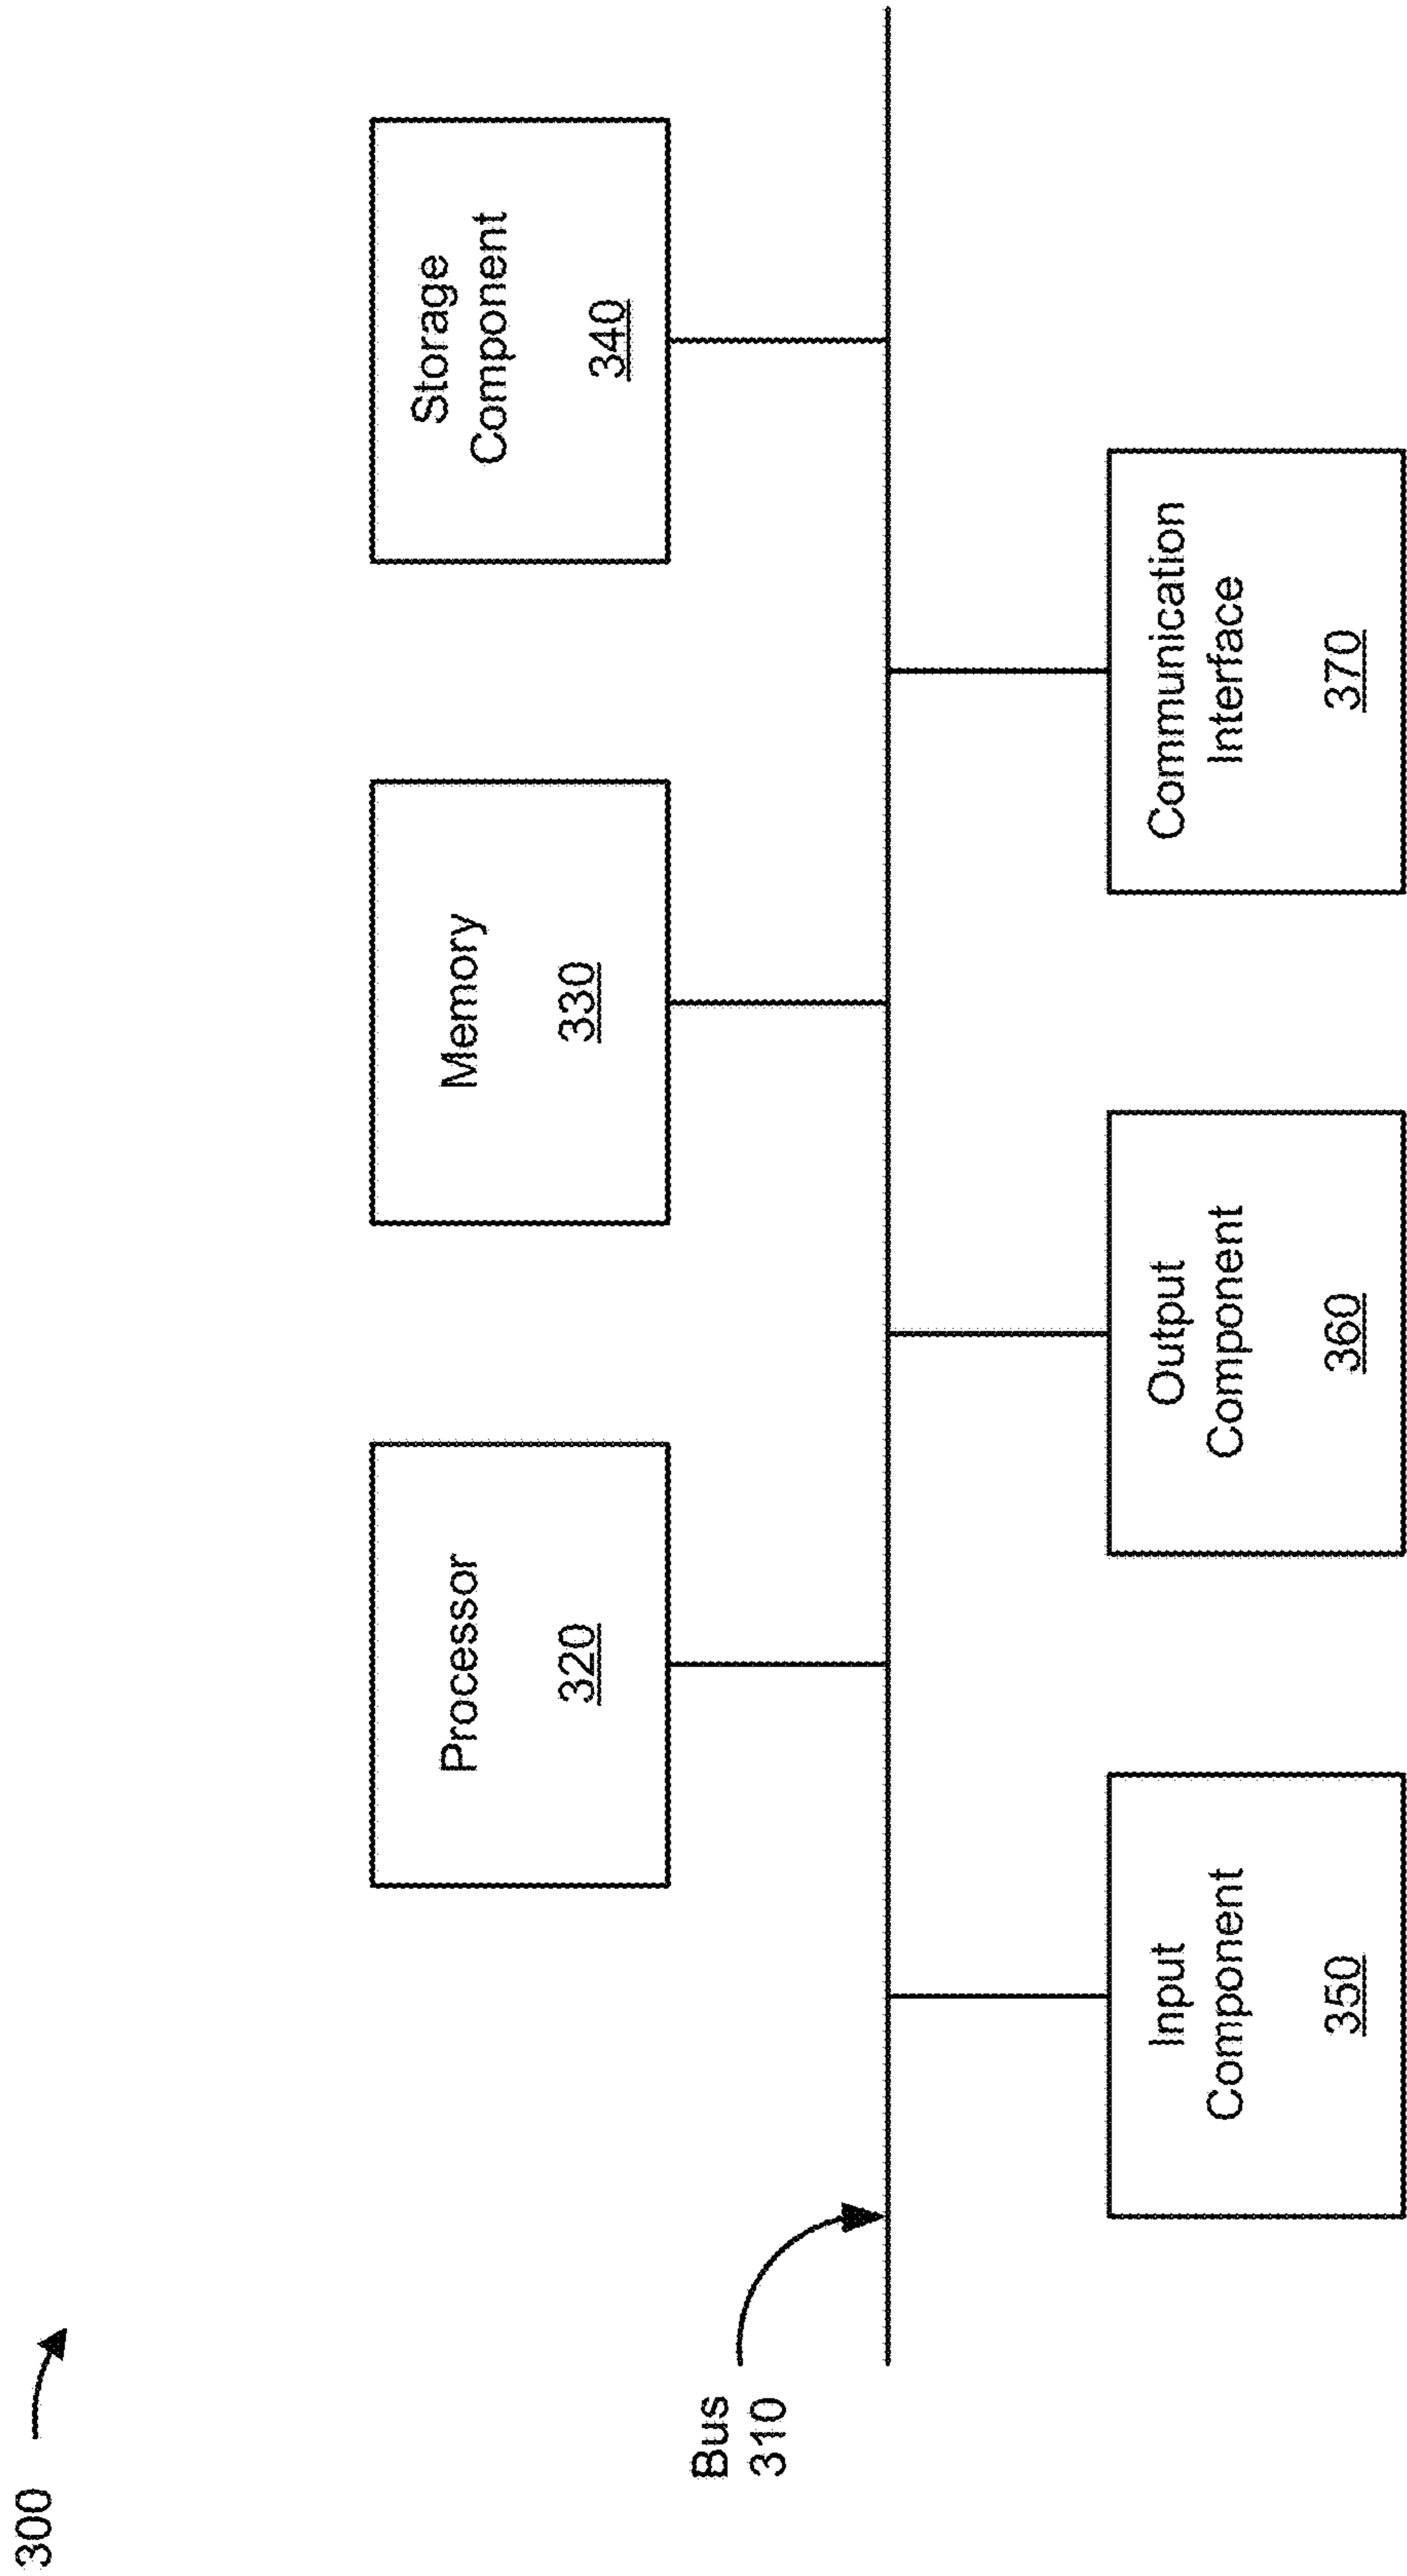 300
Processor
320
Memory
330
Storage
Component
340
Bus
310
Input
Component
350
Output
Component
360
Communication
Interface
370